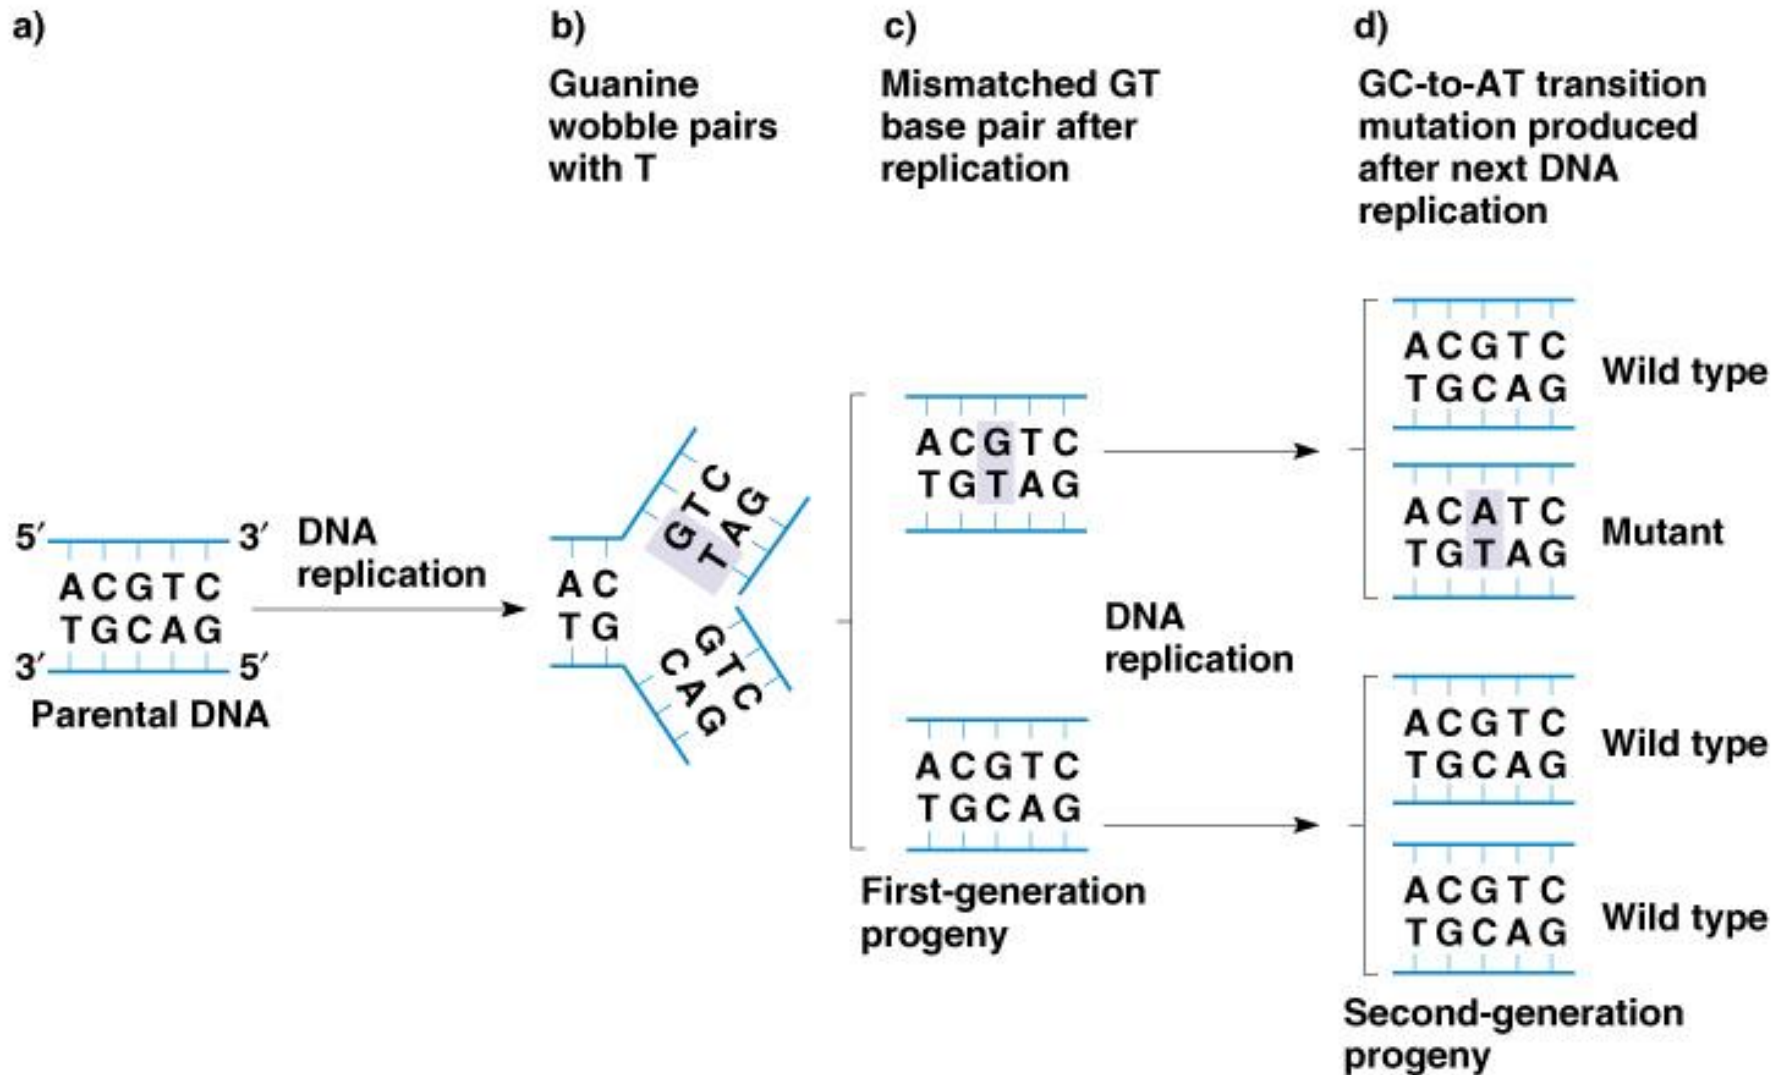 a)
5′ 3′
ACGTC
TGCAG
3′ 5′
Parental DNA
DNA
replication
b)
Guanine
wobble pairs
with T
AC
TG
GTC
TAG
GTC
CAG
c)
Mismatched GT
base pair after
replication
ACGTC
TGTAG
ACGTC
TGCAG
First-generation
progeny
DNA
replication
d)
GC-to-AT transition
mutation produced
after next DNA
replication
ACGTC
TGCAG
Wild type
ACATC
TGTAG
Mutant
ACGTC
TGCAG
Wild type
ACGTC
TGCAG
Wild type
Second-generation
progeny